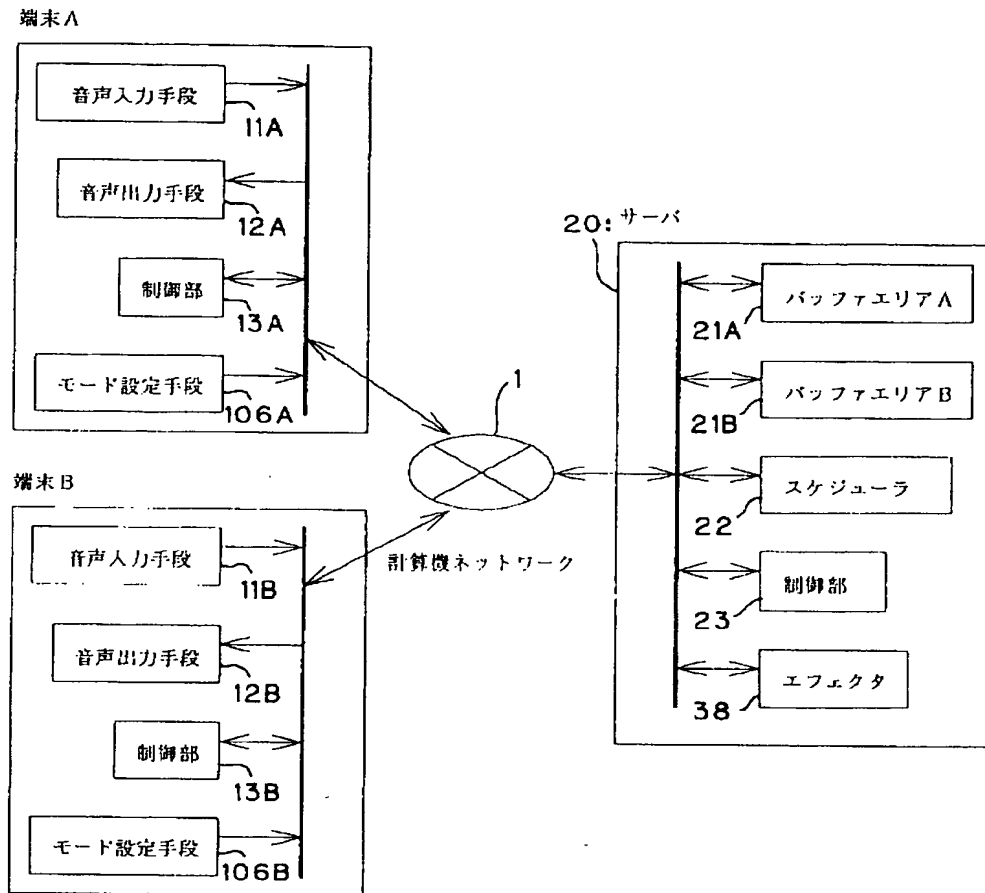 端末A
音声入力手段
11A
音声出力手段
12A
制御部
13A
モード設定手段
106A
端末B
音声入力手段
11B
音声出力手段
12B
制御部
13B
モード設定手段
106B
1
計算機ネットワーク
20: サーバ
バッファエリアA
21A
バッファエリアB
21B
スケジューラ
22
制御部
23
エフェクタ
38